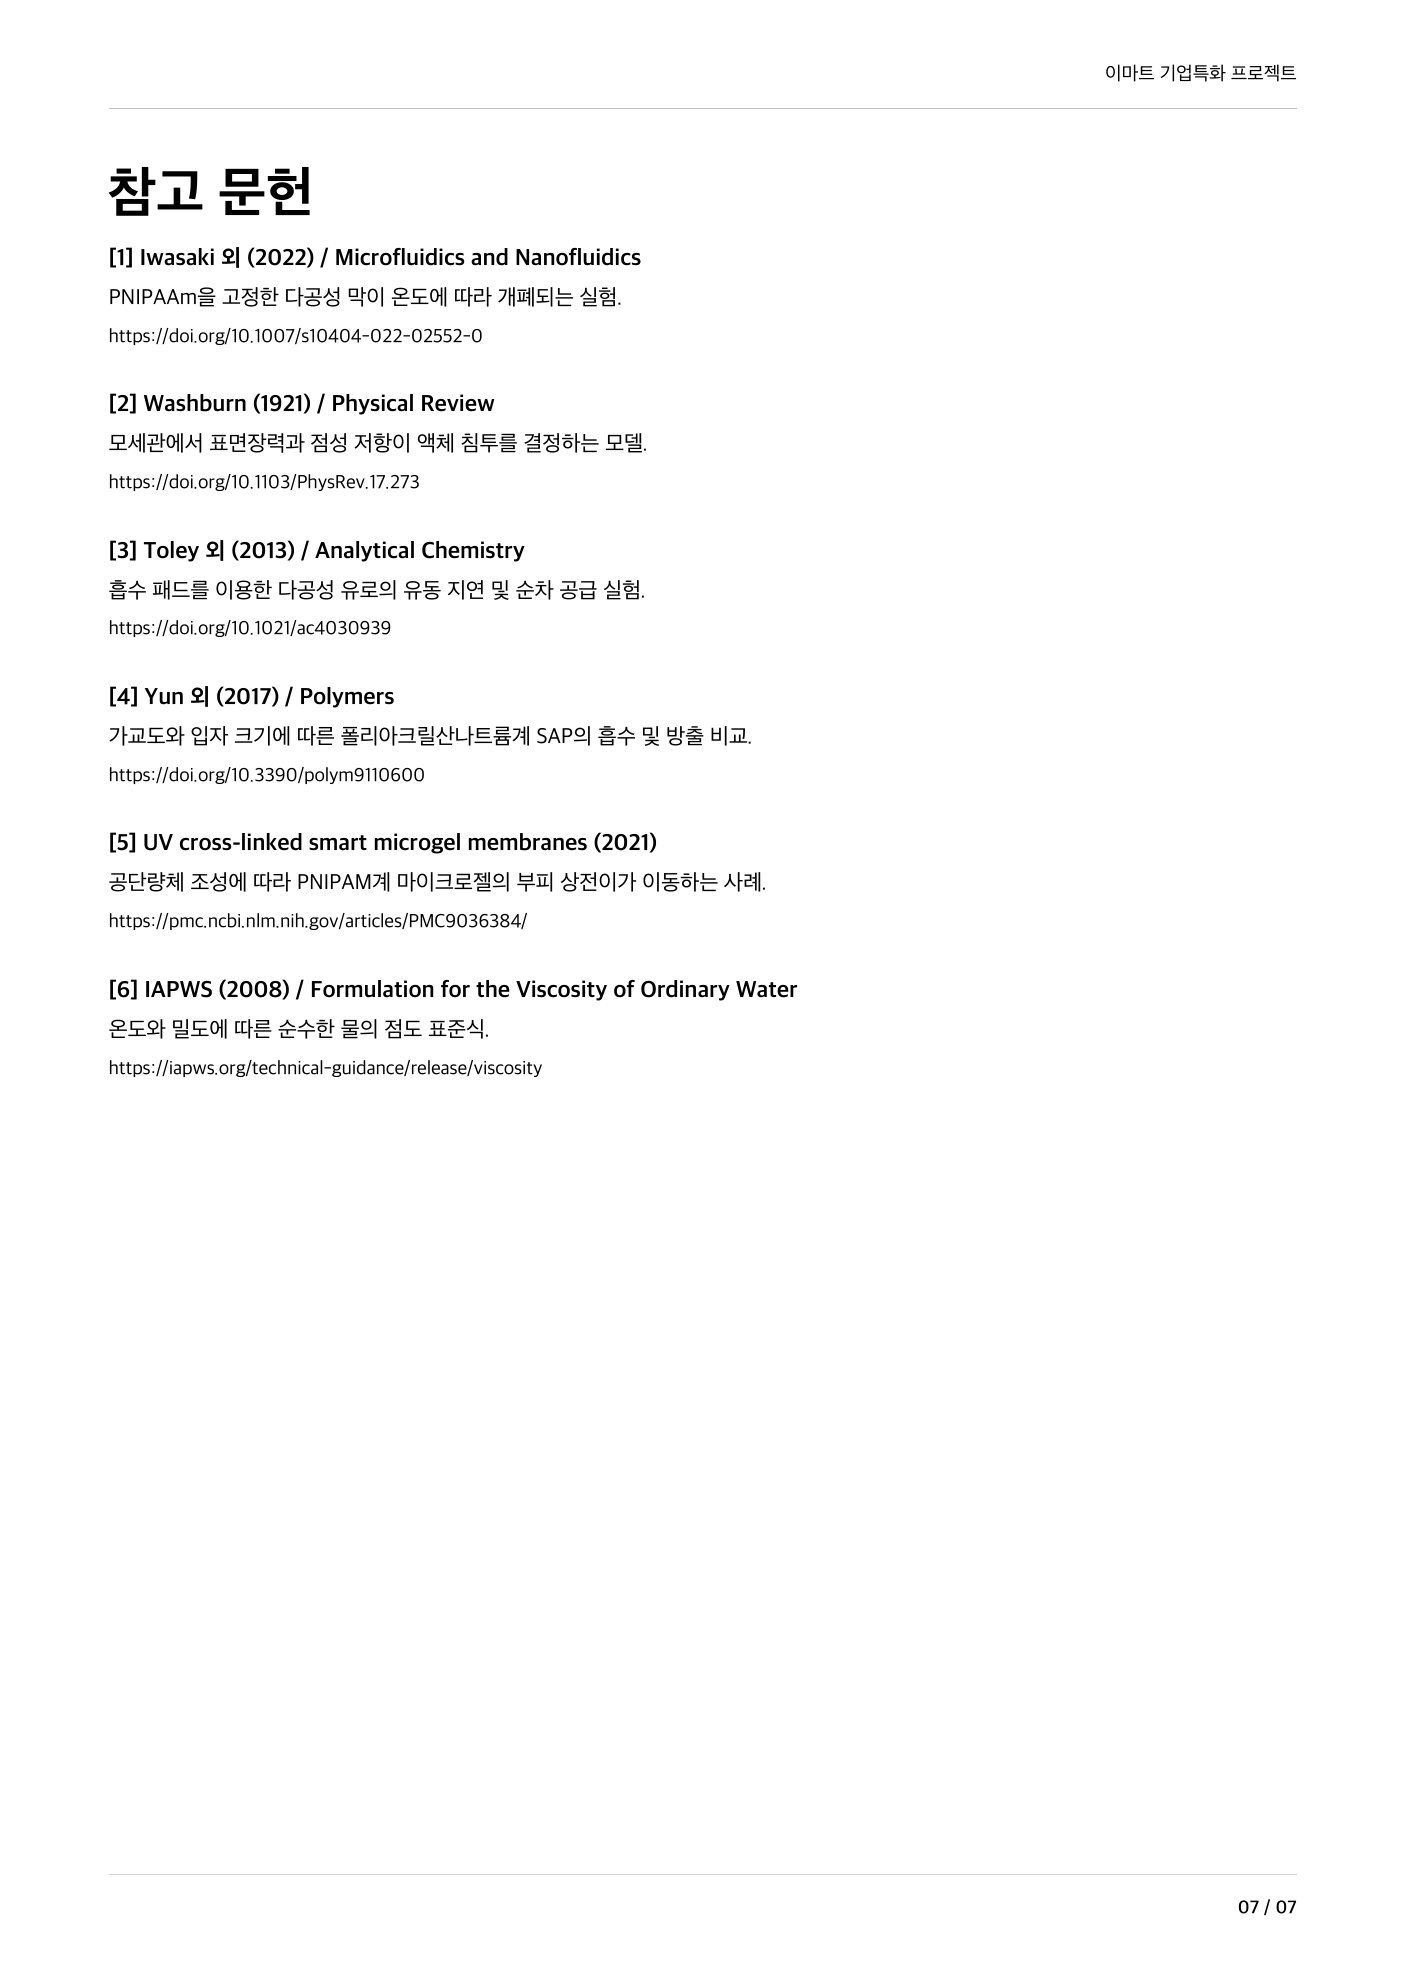 이마트 기업특화 프로젝트
참고 문헌
[1] Iwasaki 외 (2022) / Microfluidics and Nanofluidics
PNIPAAm을 고정한 다공성 막이 온도에 따라 개폐되는 실험.
https://doi.org/10.1007/s10404-022-02552-0
[2] Washburn (1921) / Physical Review
모세관에서 표면장력과 점성 저항이 액체 침투를 결정하는 모델.
https://doi.org/10.1103/PhysRev.17.273
[3] Toley 외 (2013) / Analytical Chemistry
흡수 패드를 이용한 다공성 유로의 유동 지연 및 순차 공급 실험.
https://doi.org/10.1021/ac4030939
[4] Yun 외 (2017) / Polymers
가교도와 입자 크기에 따른 폴리아크릴산나트륨계 SAP의 흡수 및 방출 비교.
https://doi.org/10.3390/polym9110600
[5] UV cross-linked smart microgel membranes (2021)
공단량체 조성에 따라 PNIPAM계 마이크로젤의 부피 상전이가 이동하는 사례.
https://pmc.ncbi.nlm.nih.gov/articles/PMC9036384/
[6] IAPWS (2008) / Formulation for the Viscosity of Ordinary Water
온도와 밀도에 따른 순수한 물의 점도 표준식.
https://iapws.org/technical-guidance/release/viscosity
07 / 07